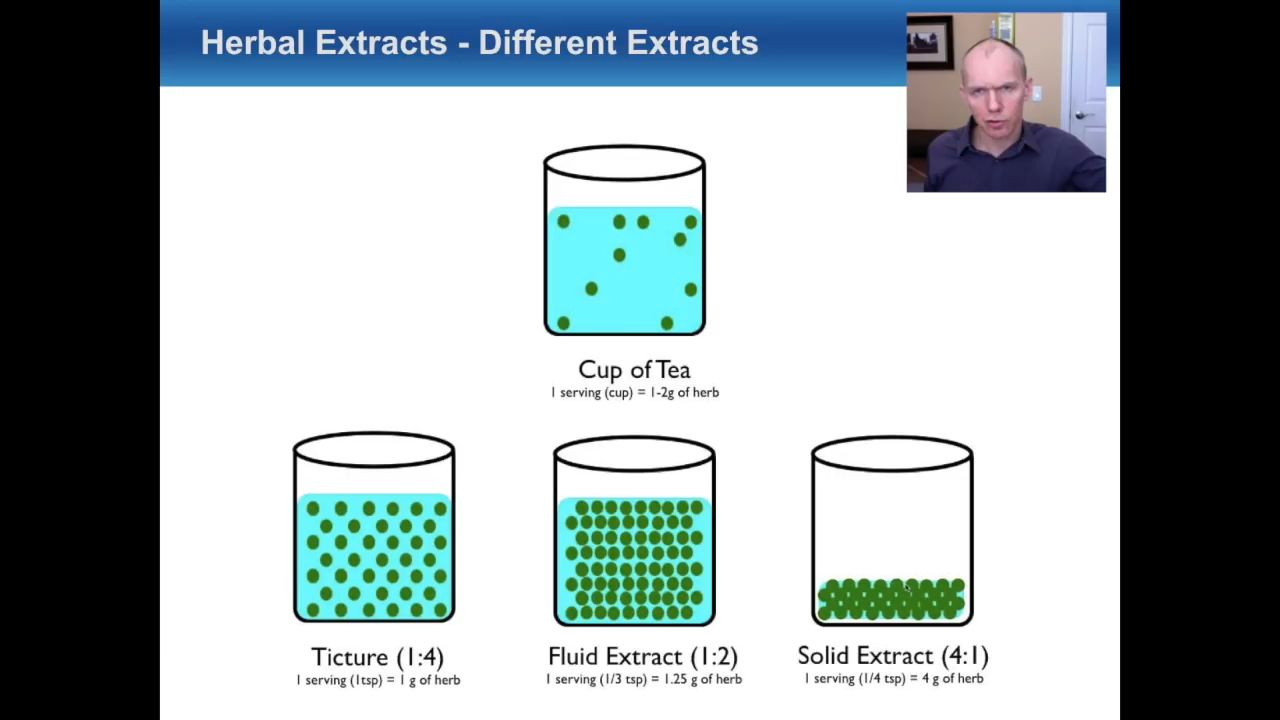 Herbal Extracts - Different Extracts
Cup of Tea
1 serving (cup) = 1-2g of herb
Ticture (1:4)
1 serving (1tsp) = 1 g of herb
Fluid Extract (1:2)
1 serving (1/3 tsp) = 1.25 g of herb
Solid Extract (4:1)
1 serving (1/4 tsp) = 4 g of herb